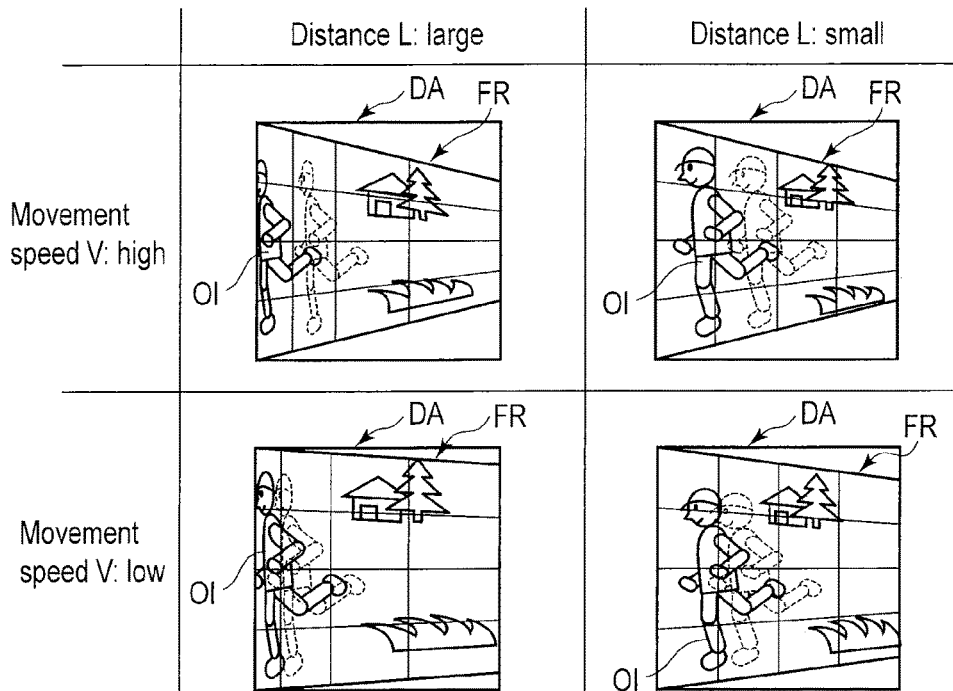 Distance L: large
Distance L: small
DA
FR
DA
FR
Movement
speed V: high
OI
OI
DA
FR
DA
FR
Movement
speed V: low
OI
OI